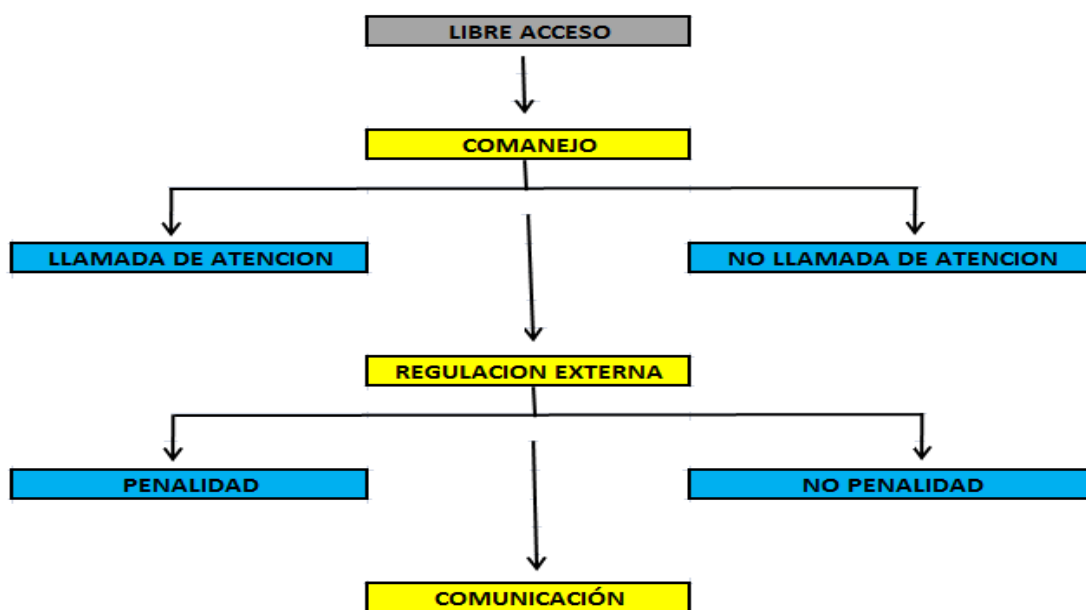 LIBRE ACCESO
COMANEJO
LLAMADA DE ATENCION
NO LLAMADA DE ATENCION
REGULACION EXTERNA
PENALIDAD
NO PENALIDAD
COMUNICACIÓN